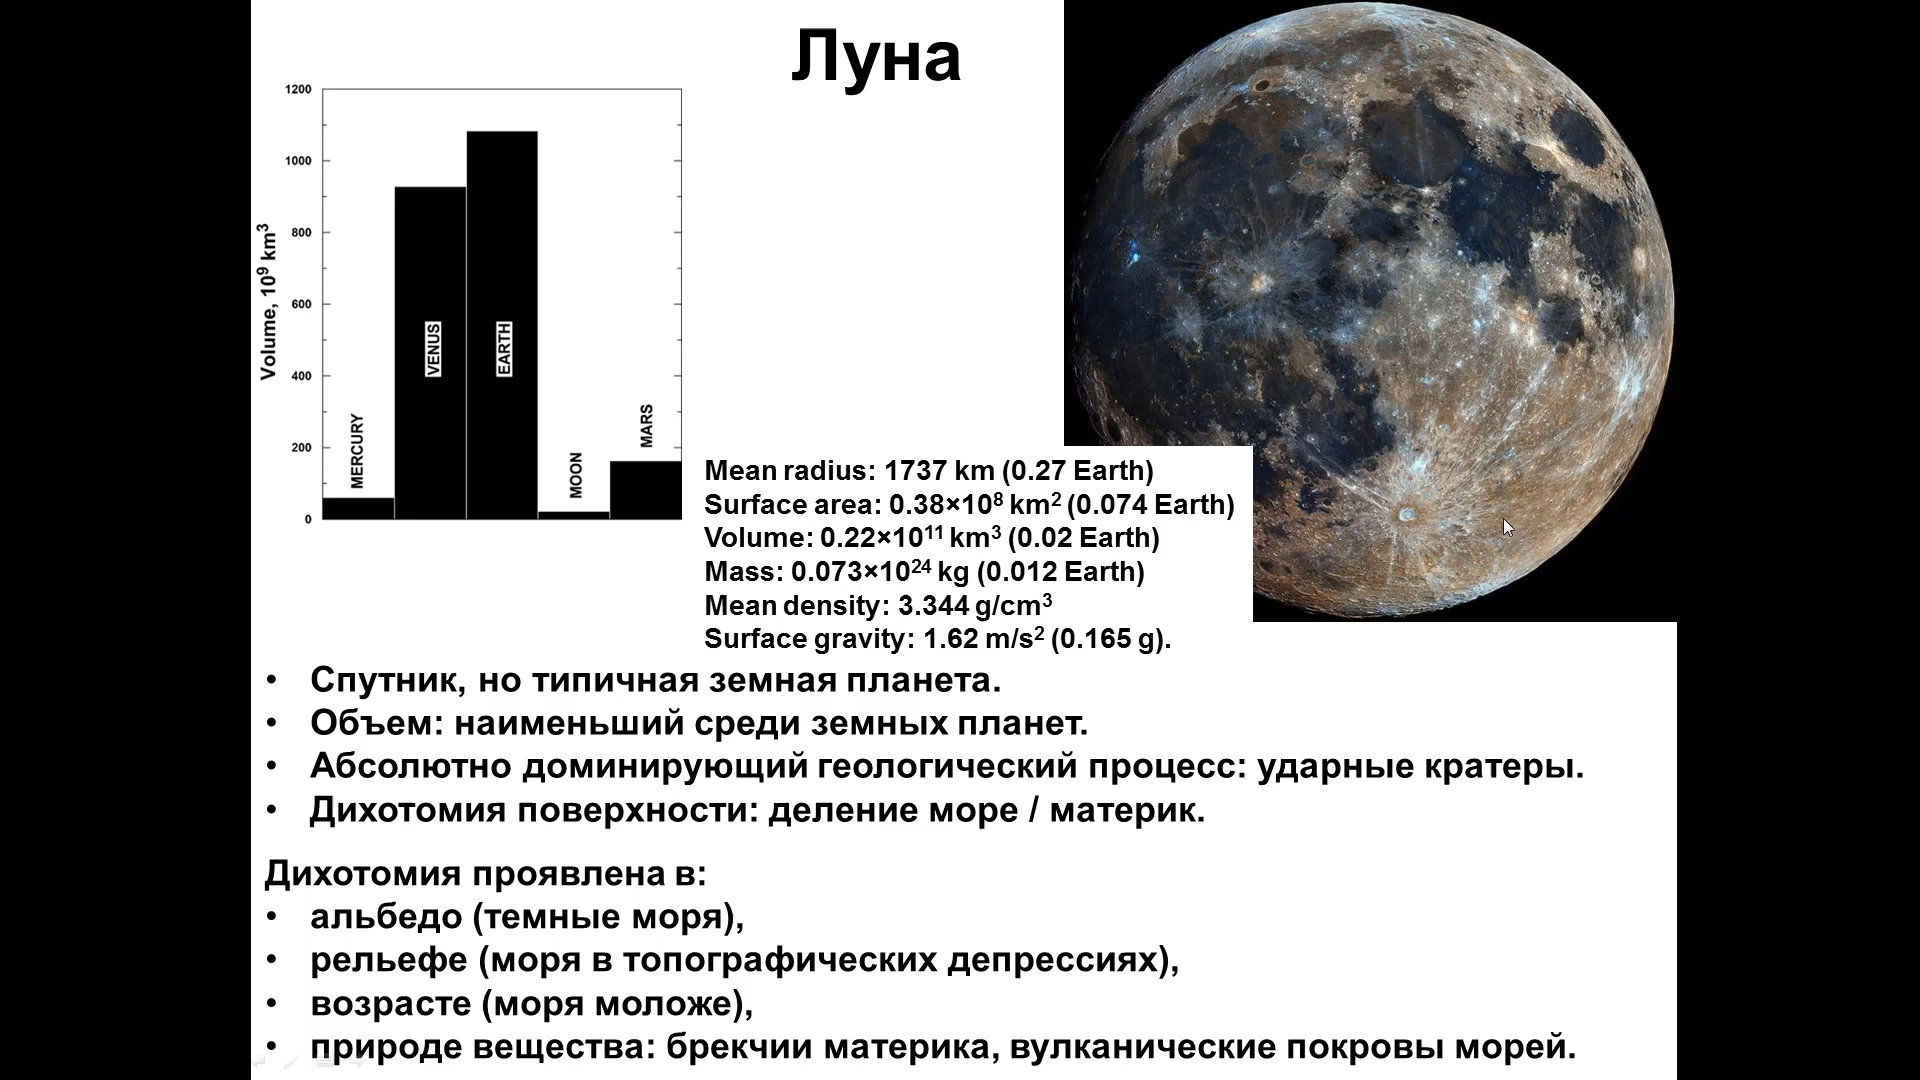 Луна
1200
1000
800
600
400
200
0
Volume, 10⁹ km³
MERCURY
VENUS
EARTH
MOON
MARS
Mean radius: 1737 km (0.27 Earth)
Surface area: 0.38×10⁸ km² (0.074 Earth)
Volume: 0.22×10¹¹ km³ (0.02 Earth)
Mass: 0.073×10²⁴ kg (0.012 Earth)
Mean density: 3.344 g/cm³
Surface gravity: 1.62 m/s² (0.165 g).
• Спутник, но типичная земная планета.
• Объем: наименьший среди земных планет.
• Абсолютно доминирующий геологический процесс: ударные кратеры.
• Дихотомия поверхности: деление море / материк.
Дихотомия проявлена в:
• альбедо (темные моря),
• рельефе (моря в топографических депрессиях),
• возрасте (моря моложе),
• природе вещества: брекчии материка, вулканические покровы морей.